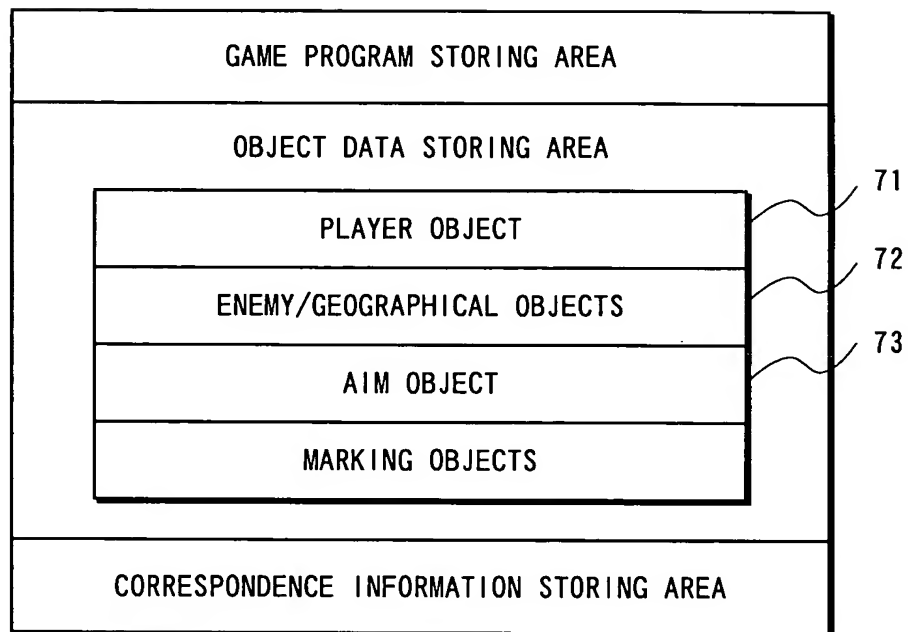 GAME PROGRAM STORING AREA
OBJECT DATA STORING AREA
PLAYER OBJECT
71
ENEMY/GEOGRAPHICAL OBJECTS
72
AIM OBJECT
73
MARKING OBJECTS
CORRESPONDENCE INFORMATION STORING AREA